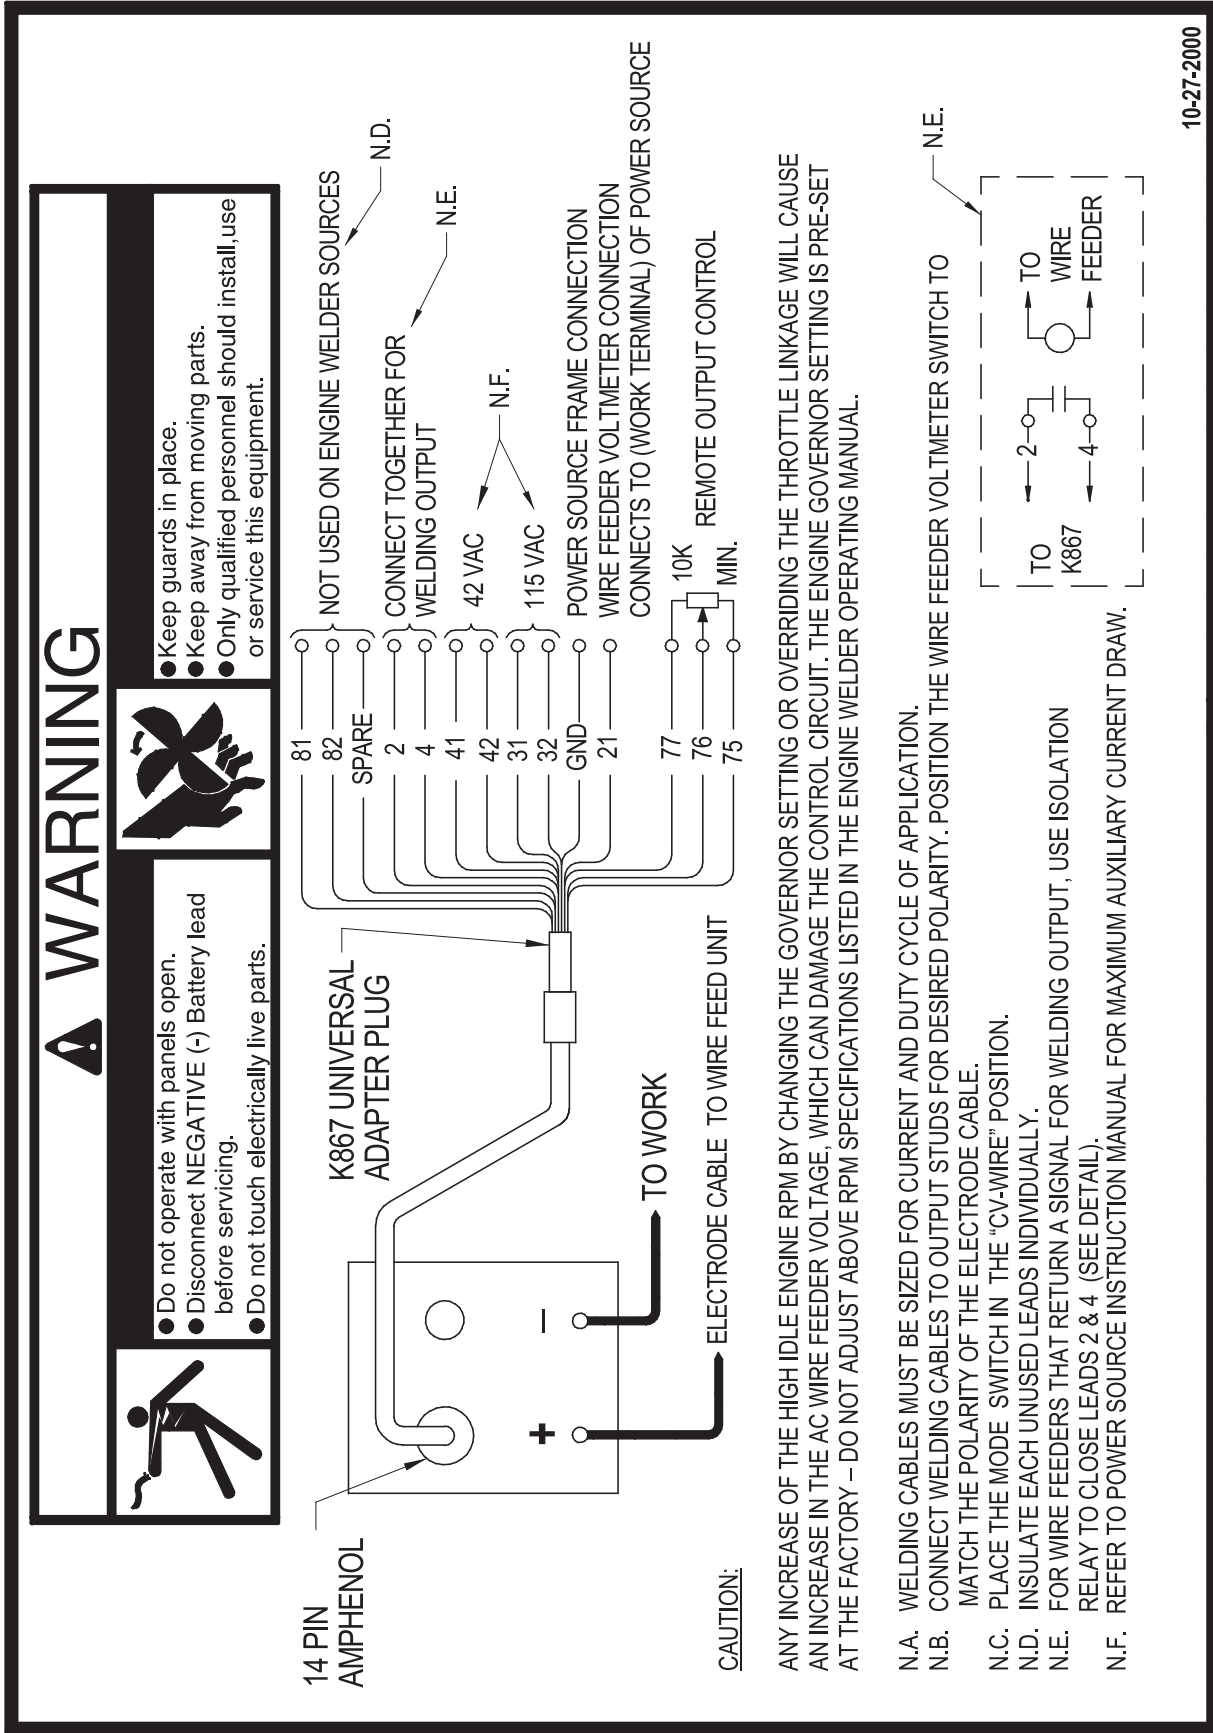 WARNING
Do not operate with panels open.
Disconnect NEGATIVE (-) Battery lead
before servicing.
Do not touch electrically live parts.
Keep guards in place.
Keep away from moving parts.
Only qualified personnel should install,use
or service this equipment.
14 PIN
AMPHENOL
K867 UNIVERSAL
ADAPTER PLUG
81
82
SPARE
2
4
41
42
31
32
GND
21
77
76
75
NOT USED ON ENGINE WELDER SOURCES
N.D.
CONNECT TOGETHER FOR
WELDING OUTPUT
N.E.
42 VAC
115 VAC
N.F.
POWER SOURCE FRAME CONNECTION
WIRE FEEDER VOLTMETER CONNECTION
CONNECTS TO (WORK TERMINAL) OF POWER SOURCE
10K
MIN.
REMOTE OUTPUT CONTROL
+
–
TO WORK
ELECTRODE CABLE TO WIRE FEED UNIT
CAUTION:
ANY INCREASE OF THE HIGH IDLE ENGINE RPM BY CHANGING THE GOVERNOR SETTING OR OVERRIDING THE THROTTLE LINKAGE WILL CAUSE
AN INCREASE IN THE AC WIRE FEEDER VOLTAGE, WHICH CAN DAMAGE THE CONTROL CIRCUIT. THE ENGINE GOVERNOR SETTING IS PRE-SET
AT THE FACTORY – DO NOT ADJUST ABOVE RPM SPECIFICATIONS LISTED IN THE ENGINE WELDER OPERATING MANUAL.
N.A. WELDING CABLES MUST BE SIZED FOR CURRENT AND DUTY CYCLE OF APPLICATION.
N.B. CONNECT WELDING CABLES TO OUTPUT STUDS FOR DESIRED POLARITY. POSITION THE WIRE FEEDER VOLTMETER SWITCH TO
MATCH THE POLARITY OF THE ELECTRODE CABLE.
N.C. PLACE THE MODE SWITCH IN THE "CV-WIRE" POSITION.
N.D. INSULATE EACH UNUSED LEADS INDIVIDUALLY.
N.E. FOR WIRE FEEDERS THAT RETURN A SIGNAL FOR WELDING OUTPUT, USE ISOLATION
RELAY TO CLOSE LEADS 2 & 4 (SEE DETAIL).
N.F. REFER TO POWER SOURCE INSTRUCTION MANUAL FOR MAXIMUM AUXILIARY CURRENT DRAW.
N.E.
TO
K867
2
4
TO
WIRE
FEEDER
10-27-2000